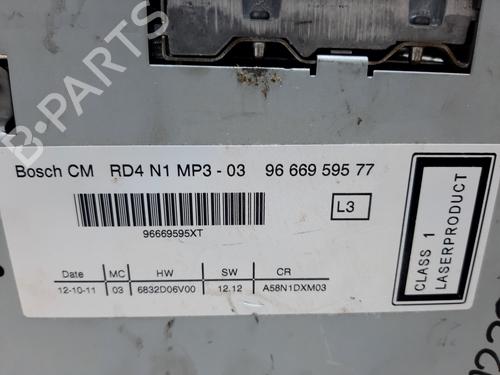 Bosch CM RD4 N1 MP3 - 03 96 669 595 77
96669595XT
L3
CLASS 1
LASERPRODUCT
Date MC HW SW CR
12-10-11 03 6832D06V00 12.12 A58N1DXM03